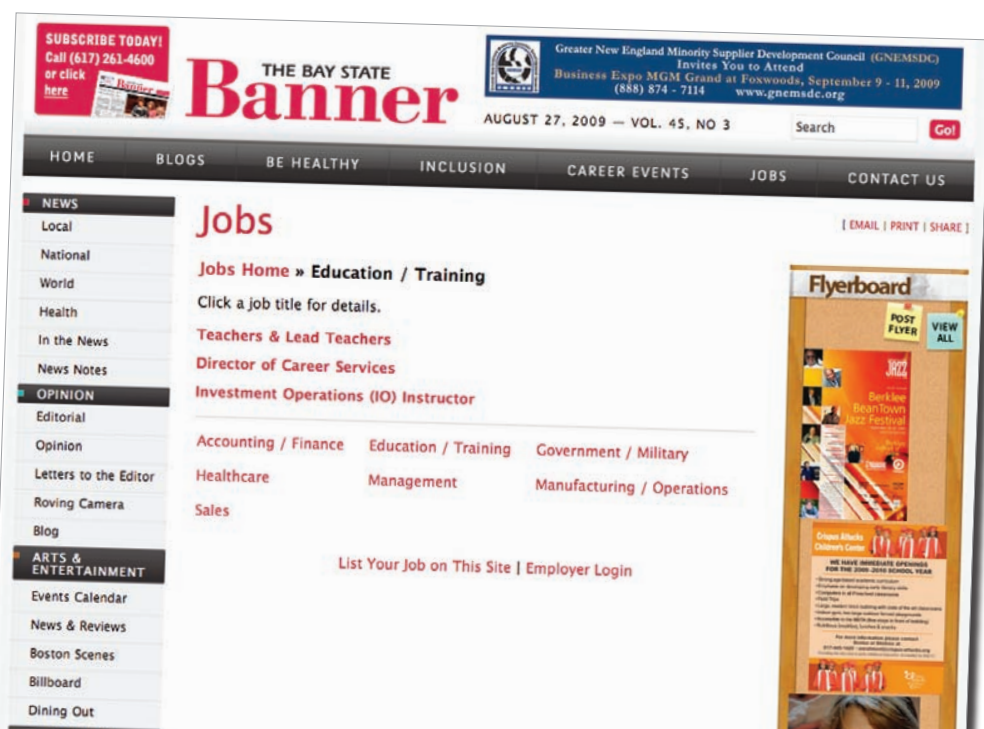 SUBSCRIBE TODAY!
Call (617) 261-4600
or click
here
THE BAY STATE
Banner
Greater New England Minority Supplier Development Council (GNEMSDC)
Invites You to Attend
Business Expo MGM Grand at Foxwoods, September 9 - 11, 2009
(888) 874 - 7114 www.gnemsdc.org
AUGUST 27, 2009 — VOL. 45, NO 3
Search
Go!
HOME BLOGS BE HEALTHY INCLUSION CAREER EVENTS JOBS CONTACT US
NEWS
Local
National
World
Health
In the News
News Notes
OPINION
Editorial
Opinion
Letters to the Editor
Roving Camera
Blog
ARTS &
ENTERTAINMENT
Events Calendar
News & Reviews
Boston Scenes
Billboard
Dining Out
Jobs
[ EMAIL | PRINT | SHARE ]
Jobs Home » Education / Training
Click a job title for details.
Teachers & Lead Teachers
Director of Career Services
Investment Operations (IO) Instructor
Accounting / Finance Education / Training Government / Military
Healthcare Management Manufacturing / Operations
Sales
List Your Job on This Site | Employer Login
Flyerboard
POST
FLYER
VIEW
ALL
JAZZ
Berklee
BeanTown
Jazz Festival
Crispus Attucks
Children's Center
WE HAVE IMMEDIATE OPENINGS
FOR THE 2009-2010 SCHOOL YEAR